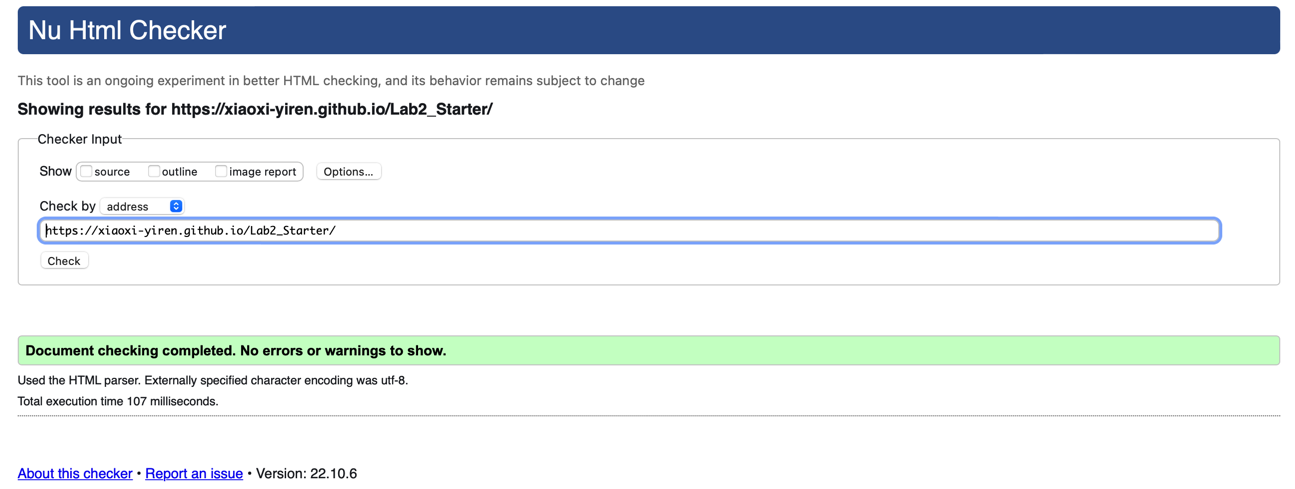 Nu Html Checker
This tool is an ongoing experiment in better HTML checking, and its behavior remains subject to change
Showing results for https://xiaoxi-yiren.github.io/Lab2_Starter/
Checker Input
Show source outline image report Options...
Check by address
https://xiaoxi-yiren.github.io/Lab2_Starter/
Check
Document checking completed. No errors or warnings to show.
Used the HTML parser. Externally specified character encoding was utf-8.
Total execution time 107 milliseconds.
About this checker • Report an issue • Version: 22.10.6